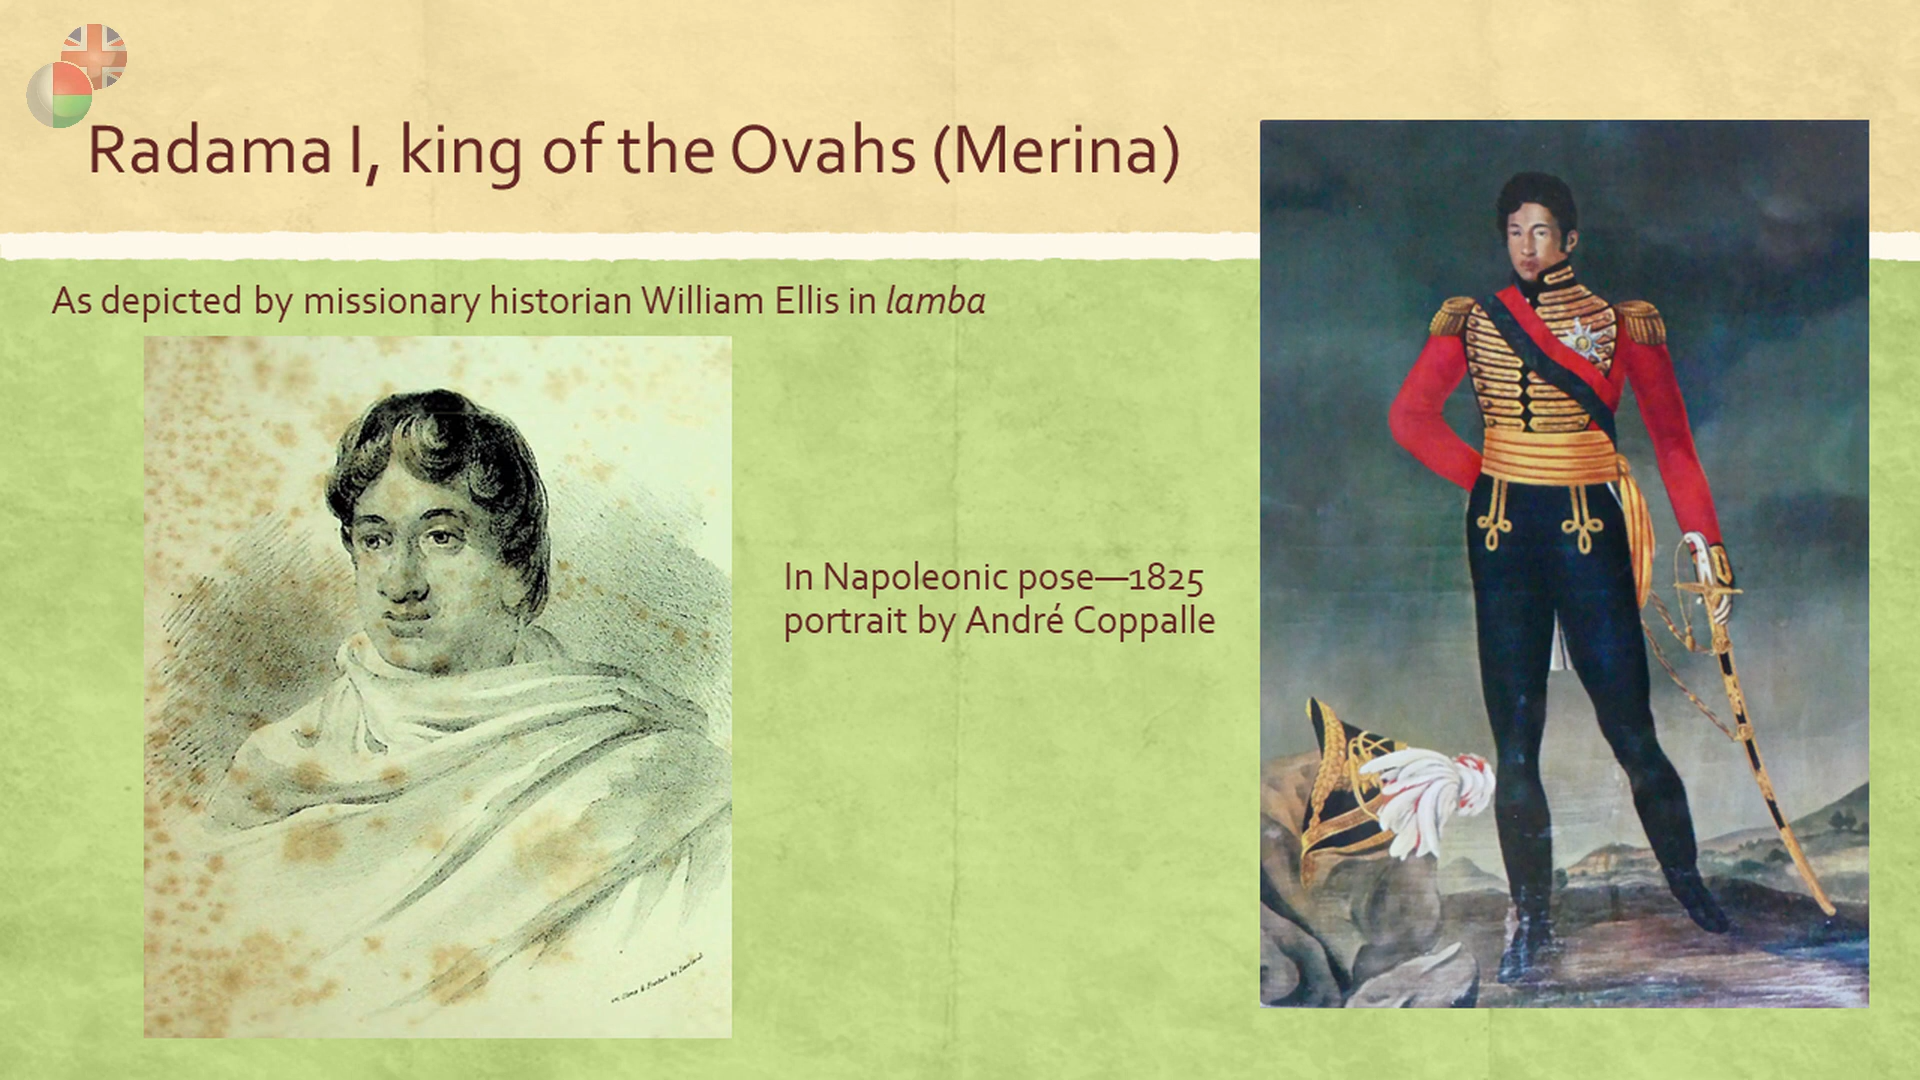 Radama I, king of the Ovahs (Merina)
As depicted by missionary historian William Ellis in lamba
In Napoleonic pose—1825
portrait by André Coppalle